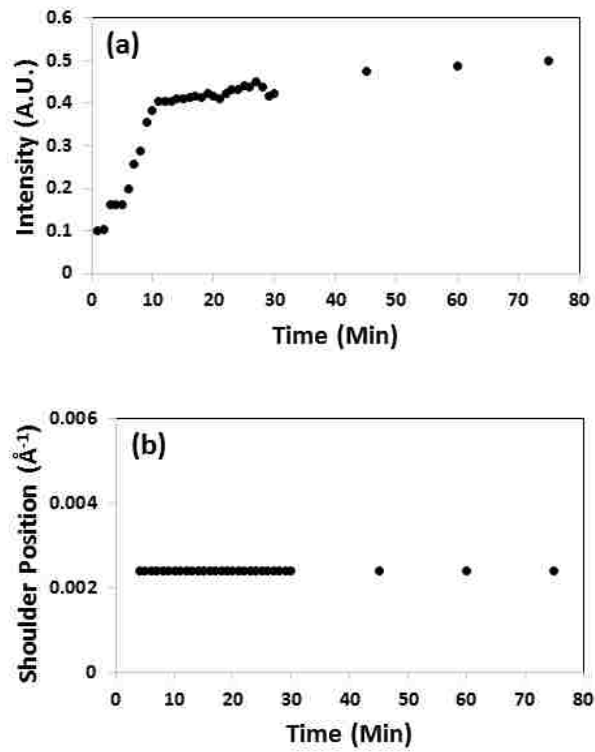 (a)
Intensity (A.U.)
0.6
0.5
0.4
0.3
0.2
0.1
0
0 10 20 30 40 50 60 70 80
Time (Min)
(b)
Shoulder Position (Å-1)
0.006
0.004
0.002
0
0 10 20 30 40 50 60 70 80
Time (Min)